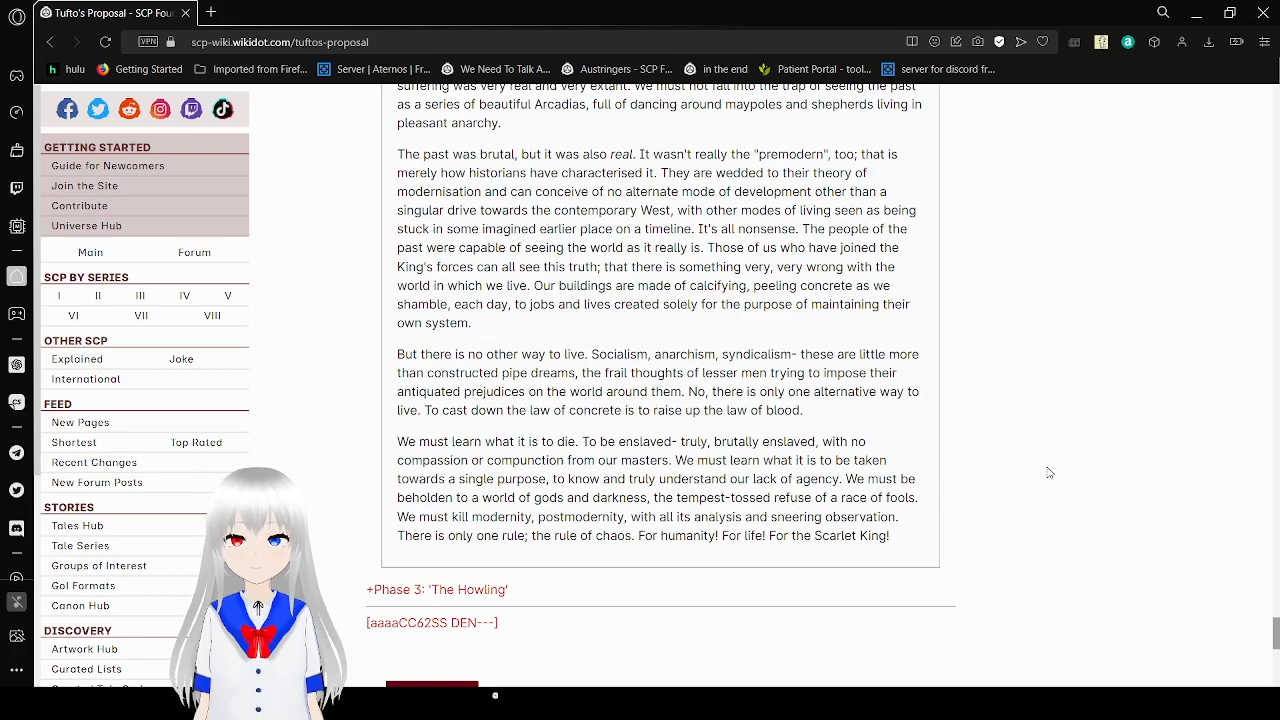 Tufto's Proposal - SCP Foun
VPN
scp-wiki.wikidot.com/tuftos-proposal
hulu
Getting Started
Imported from Firef...
Server | Aternos | Fr...
We Need To Talk A...
Austringers - SCP F...
in the end
Patient Portal - tool...
server for discord fr...
GETTING STARTED
Guide for Newcomers
Join the Site
Contribute
Universe Hub
Main Forum
SCP BY SERIES
I II III IV V
VI VII VIII
OTHER SCP
Explained Joke
International
FEED
New Pages
Shortest Top Rated
Recent Changes
New Forum Posts
STORIES
Tales Hub
Tale Series
Groups of Interest
GoI Formats
Canon Hub
DISCOVERY
Artwork Hub
Curated Lists
suffering was very real and very extant. We must not fall into the trap of seeing the past
as a series of beautiful Arcadias, full of dancing around maypoles and shepherds living in
pleasant anarchy.
The past was brutal, but it was also real. It wasn't really the "premodern", too; that is
merely how historians have characterised it. They are wedded to their theory of
modernisation and can conceive of no alternate mode of development other than a
singular drive towards the contemporary West, with other modes of living seen as being
stuck in some imagined earlier place on a timeline. It's all nonsense. The people of the
past were capable of seeing the world as it really is. Those of us who have joined the
King's forces can all see this truth; that there is something very, very wrong with the
world in which we live. Our buildings are made of calcifying, peeling concrete as we
shamble, each day, to jobs and lives created solely for the purpose of maintaining their
own system.
But there is no other way to live. Socialism, anarchism, syndicalism- these are little more
than constructed pipe dreams, the frail thoughts of lesser men trying to impose their
antiquated prejudices on the world around them. No, there is only one alternative way to
live. To cast down the law of concrete is to raise up the law of blood.
We must learn what it is to die. To be enslaved- truly, brutally enslaved, with no
compassion or compunction from our masters. We must learn what it is to be taken
towards a single purpose, to know and truly understand our lack of agency. We must be
beholden to a world of gods and darkness, the tempest-tossed refuse of a race of fools.
We must kill modernity, postmodernity, with all its analysis and sneering observation.
There is only one rule; the rule of chaos. For humanity! For life! For the Scarlet King!
+Phase 3: 'The Howling'
[aaaaCC62SS DEN---]